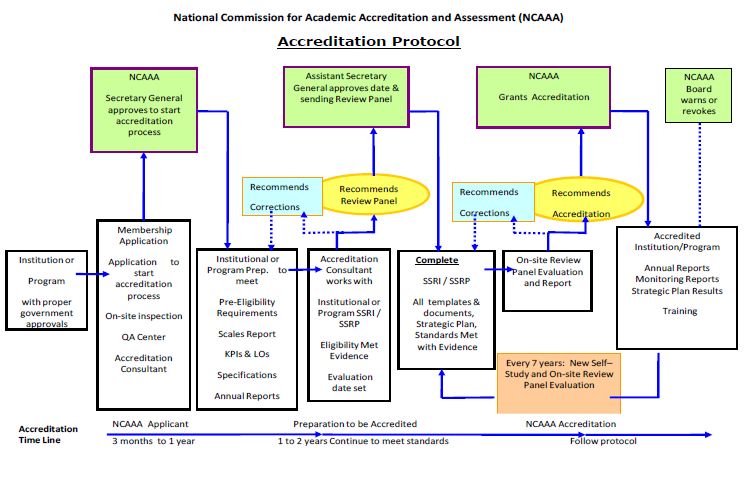 National Commission for Academic Accreditation and Assessment (NCAAA)
Accreditation Protocol
NCAAA
Secretary General
approves to start
accreditation
process
Assistant Secretary
General approves date &
sending Review Panel
NCAAA
Grants Accreditation
NCAAA
Board
warns or
revokes
Recommends
Corrections
Recommends
Review Panel
Recommends
Corrections
Recommends
Accreditation
Institution or
Program
with proper
government
approvals
Membership
Application
Application to
start
accreditation
process
On-site inspection
QA Center
Accreditation
Consultant
Institutional or
Program Prep. to
meet
Pre-Eligibility
Requirements
Scales Report
KPIs & LOs
Specifications
Annual Reports
Accreditation
Consultant
works with
Institutional or
Program SSRI /
SSRP
Eligibility Met
Evidence
Evaluation
date set
Complete
SSRI / SSRP
All templates &
documents,
Strategic Plan,
Standards Met
with Evidence
On-site Review
Panel Evaluation
and Report
Accredited
Institution/Program
Annual Reports
Monitoring Reports
Strategic Plan Results
Training
Every 7 years: New Self–
Study and On-site Review
Panel Evaluation
Accreditation
Time Line
NCAAA Applicant
3 months to 1 year
Preparation to be Accredited
1 to 2 years Continue to meet standards
NCAAA Accreditation
Follow protocol